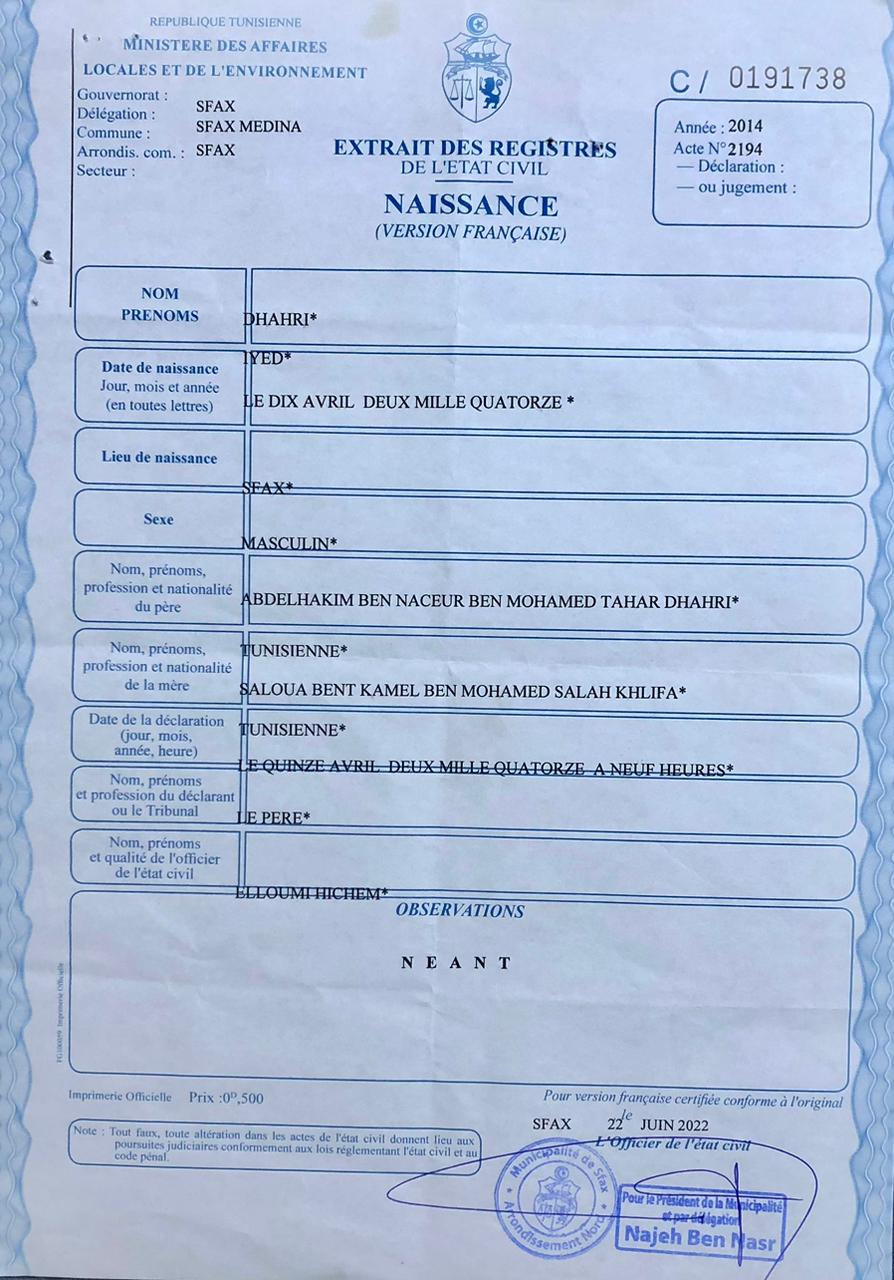 REPUBLIQUE TUNISIENNE
MINISTERE DES AFFAIRES
LOCALES ET DE L'ENVIRONNEMENT
Gouvernorat : SFAX
Délégation : SFAX MEDINA
Commune : SFAX
Arrondis. com. :
Secteur :
C / 0191738
Année : 2014
Acte N° 2194
— Déclaration :
— ou jugement :
EXTRAIT DES REGISTRES
DE L'ETAT CIVIL
NAISSANCE
(VERSION FRANÇAISE)
NOM
PRENOMS
DHAHRI*
IYED*
Date de naissance
Jour, mois et année
(en toutes lettres)
LE DIX AVRIL DEUX MILLE QUATORZE *
Lieu de naissance
SFAX*
Sexe
MASCULIN*
Nom, prénoms,
profession et nationalité
du père
ABDELHAKIM BEN NACEUR BEN MOHAMED TAHAR DHAHRI*
TUNISIENNE*
Nom, prénoms,
profession et nationalité
de la mère
SALOUA BENT KAMEL BEN MOHAMED SALAH KHLIFA*
TUNISIENNE*
Date de la déclaration
(jour, mois,
année, heure)
LE QUINZE AVRIL DEUX MILLE QUATORZE A NEUF HEURES*
Nom, prénoms
et profession du déclarant
ou le Tribunal
LE PERE*
Nom, prénoms
et qualité de l'officier
de l'état civil
ELLOUMI HICHEM*
OBSERVATIONS
N E A N T
Imprimerie Officielle Prix :0ᴰ,500
Note : Tout faux, toute altération dans les actes de l'état civil donnent lieu aux
poursuites judiciaires conformement aux lois réglementant l'état civil et au
code pénal.
Pour version française certifiée conforme à l'original
SFAX 22 le JUIN 2022
L'Officier de l'état civil
Municipalité de Sfax
Arrondissement Nord
Pour le Président de la Municipalité
et par délégation
Najeh Ben Nasr